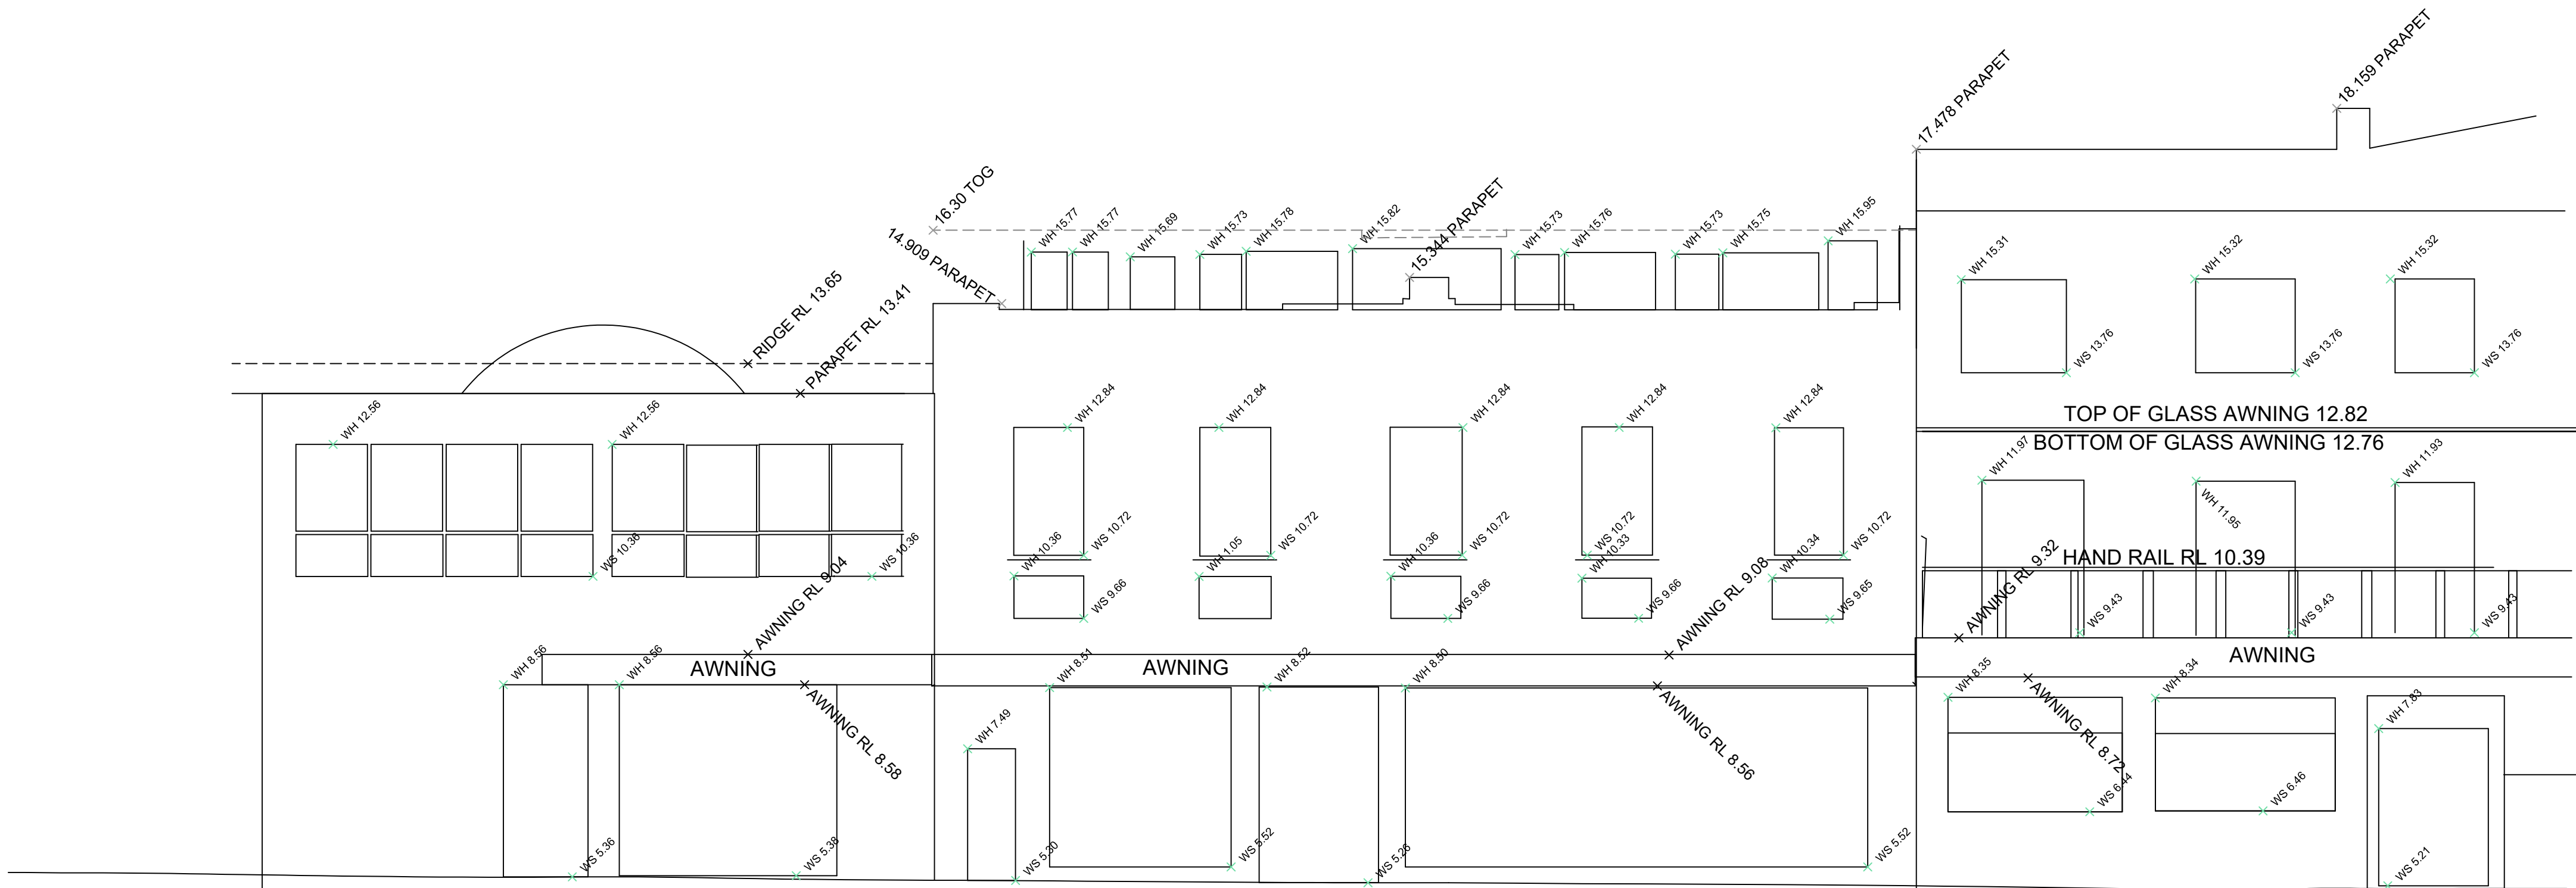 18.159 PARAPET
17.478 PARAPET
16.30 TOG
14.909 PARAPET
WH 15.77
WH 15.77
WH 15.69
WH 15.73
WH 15.78
WH 15.82
15.344 PARAPET
WH 15.73
WH 15.76
WH 15.73
WH 15.75
WH 15.95
WH 15.31
WH 15.32
WH 15.32
RIDGE RL 13.65
PARAPET RL 13.41
WS 13.76
WS 13.76
WS 13.76
WH 12.56
WH 12.56
WH 12.84
WH 12.84
WH 12.84
WH 12.84
WH 12.84
TOP OF GLASS AWNING 12.82
BOTTOM OF GLASS AWNING 12.76
WH 11.97
WH 11.95
WH 11.93
WS 10.36
WS 10.36
WS 10.72
WS 10.72
WS 10.72
WS 10.72
WS 10.72
WH 10.36
WH 1.05
WH 10.36
WH 10.33
WH 10.34
HAND RAIL RL 10.39
WS 9.66
WS 9.66
WS 9.66
WS 9.65
WS 9.43
WS 9.43
WS 9.43
AWNING RL 9.04
AWNING RL 9.08
AWNING RL 9.32
AWNING
AWNING
AWNING
WH 8.56
WH 8.56
WH 8.51
WH 8.52
WH 8.50
WH 8.35
WH 8.34
WH 7.83
AWNING RL 8.58
AWNING RL 8.56
AWNING RL 8.72
WH 7.49
WS 6.44
WS 6.46
WS 5.36
WS 5.38
WS 5.30
WS 5.52
WS 5.26
WS 5.52
WS 5.21